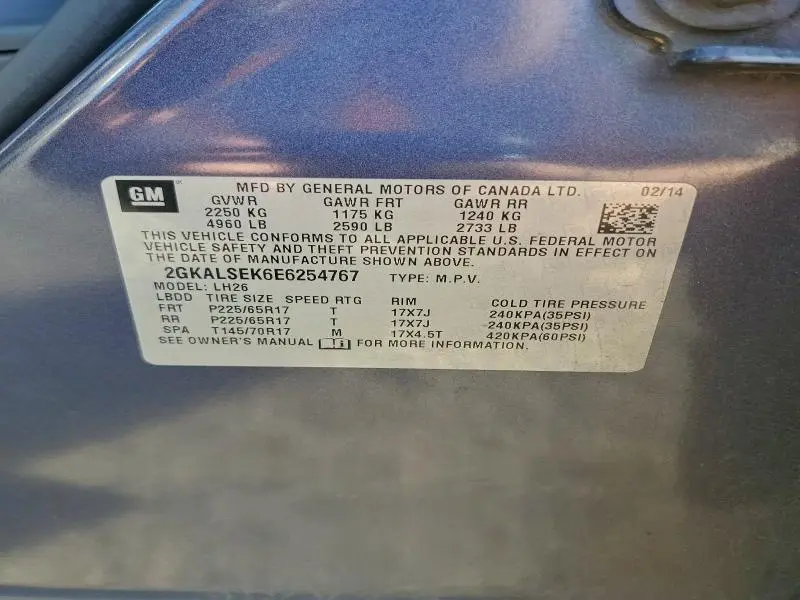 GM MFD BY GENERAL MOTORS OF CANADA LTD. 02/14
GVWR GAWR FRT GAWR RR
2250 KG 1175 KG 1240 KG
4960 LB 2590 LB 2733 LB
THIS VEHICLE CONFORMS TO ALL APPLICABLE U.S. FEDERAL MOTOR
VEHICLE SAFETY AND THEFT PREVENTION STANDARDS IN EFFECT ON
THE DATE OF MANUFACTURE SHOWN ABOVE.
2GKALSEK6E6254767 TYPE: M.P.V.
MODEL: LH26
LBDD TIRE SIZE SPEED RTG RIM COLD TIRE PRESSURE
FRT P225/65R17 T 17X7J 240KPA(35PSI)
RR P225/65R17 T 17X7J 240KPA(35PSI)
SPA T145/70R17 M 17X4.5T 420KPA(60PSI)
SEE OWNER'S MANUAL FOR MORE INFORMATION.